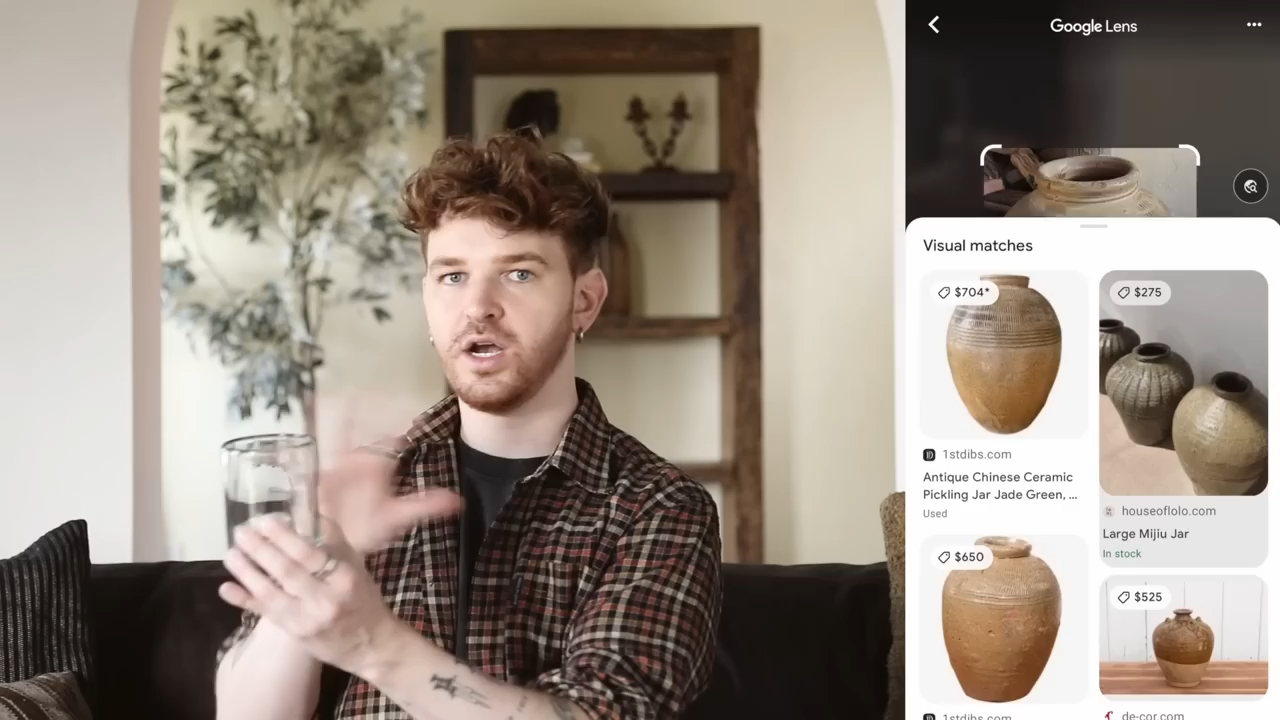 Google Lens
Visual matches
$704*
1stdibs.com
Antique Chinese Ceramic
Pickling Jar Jade Green, ...
Used
$275
houseoflolo.com
Large Mijiu Jar
In stock
$650
1stdibs.com
$525
de-cor.com